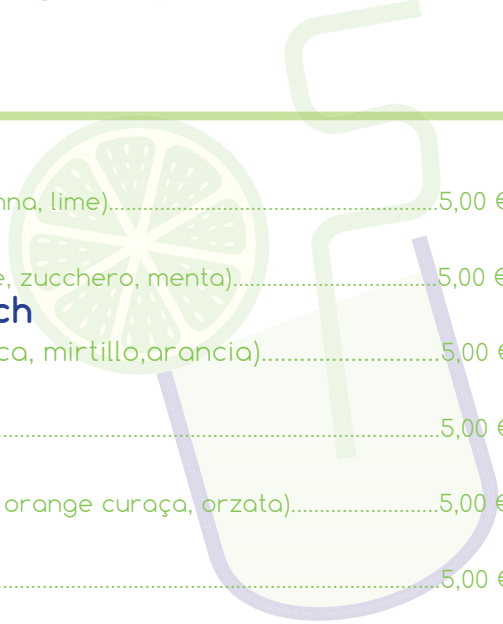 nna, lime)..............................................................5,00 €
e, zucchero, menta)......................................5,00 €
ch
ca, mirtillo,arancia)...........................5,00 €
..................................................................................5,00 €
orange curaça, orzata)...........................5,00 €
..................................................................................5,00 €